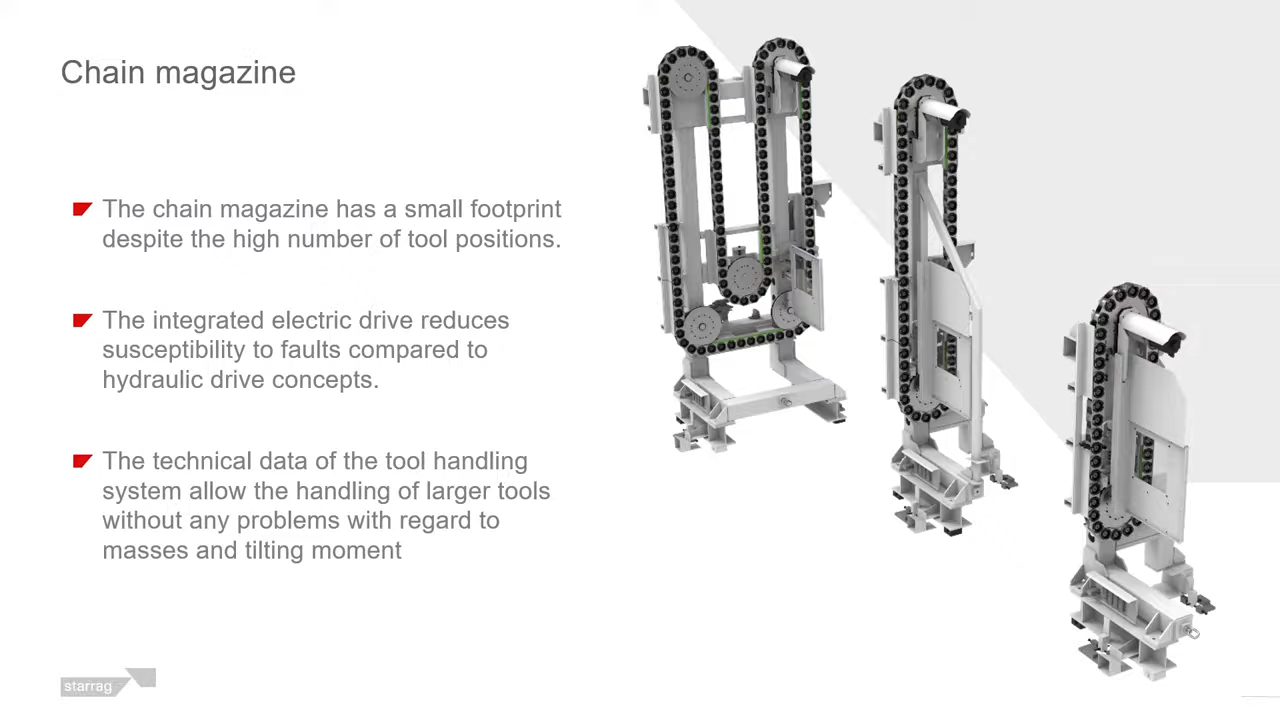 Chain magazine
The chain magazine has a small footprint
despite the high number of tool positions.
The integrated electric drive reduces
susceptibility to faults compared to
hydraulic drive concepts.
The technical data of the tool handling
system allow the handling of larger tools
without any problems with regard to
masses and tilting moment
starrag